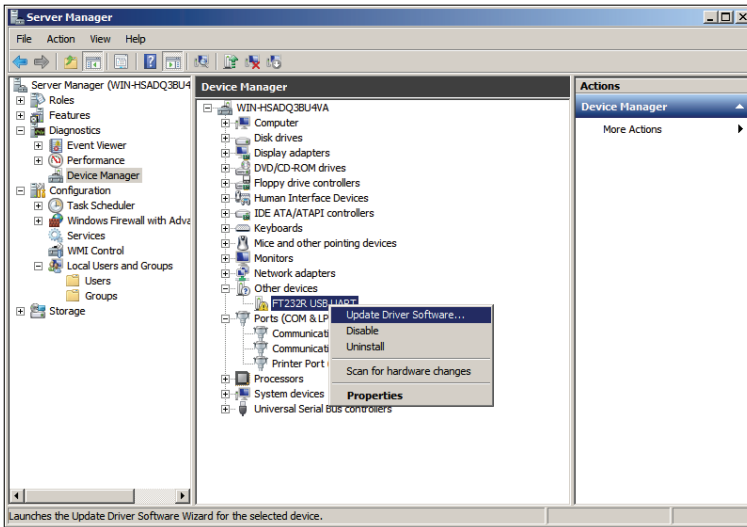 Server Manager
File Action View Help
Server Manager (WIN-HSADQ3BU4
Roles
Features
Diagnostics
Event Viewer
Performance
Device Manager
Configuration
Task Scheduler
Windows Firewall with Adva
Services
WMI Control
Local Users and Groups
Users
Groups
Storage
Device Manager
WIN-HSADQ3BU4VA
Computer
Disk drives
Display adapters
DVD/CD-ROM drives
Floppy drive controllers
Human Interface Devices
IDE ATA/ATAPI controllers
Keyboards
Mice and other pointing devices
Monitors
Network adapters
Other devices
FT232R USB UART
Ports (COM & LP
Communicati
Communicati
Printer Port
Processors
System devices
Universal Serial Bus controllers
Update Driver Software...
Disable
Uninstall
Scan for hardware changes
Properties
Actions
Device Manager
More Actions
Launches the Update Driver Software Wizard for the selected device.